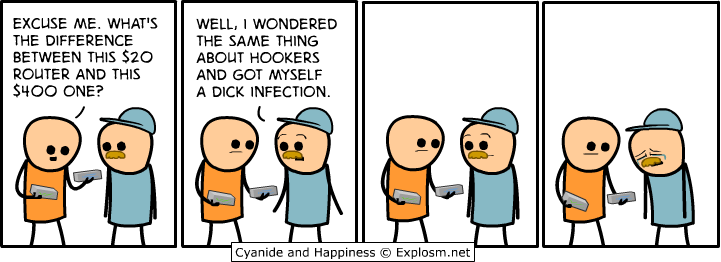 EXCUSE ME. WHAT'S
THE DIFFERENCE
BETWEEN THIS $20
ROUTER AND THIS
$400 ONE?
WELL, I WONDERED
THE SAME THING
ABOUT HOOKERS
AND GOT MYSELF
A DICK INFECTION.
Cyanide and Happiness © Explosm.net